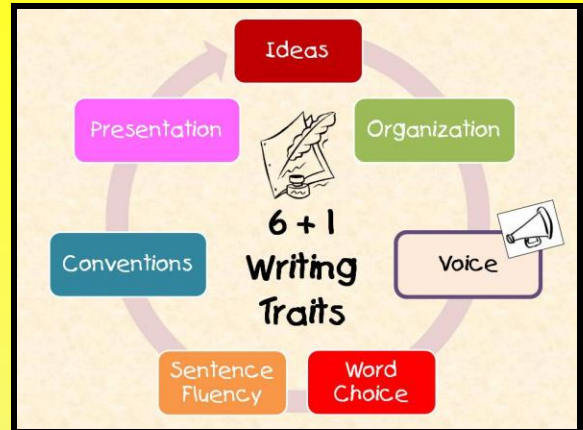 Ideas
Presentation
Organization
6 + 1
Writing
Traits
Conventions
Voice
Sentence
Fluency
Word
Choice